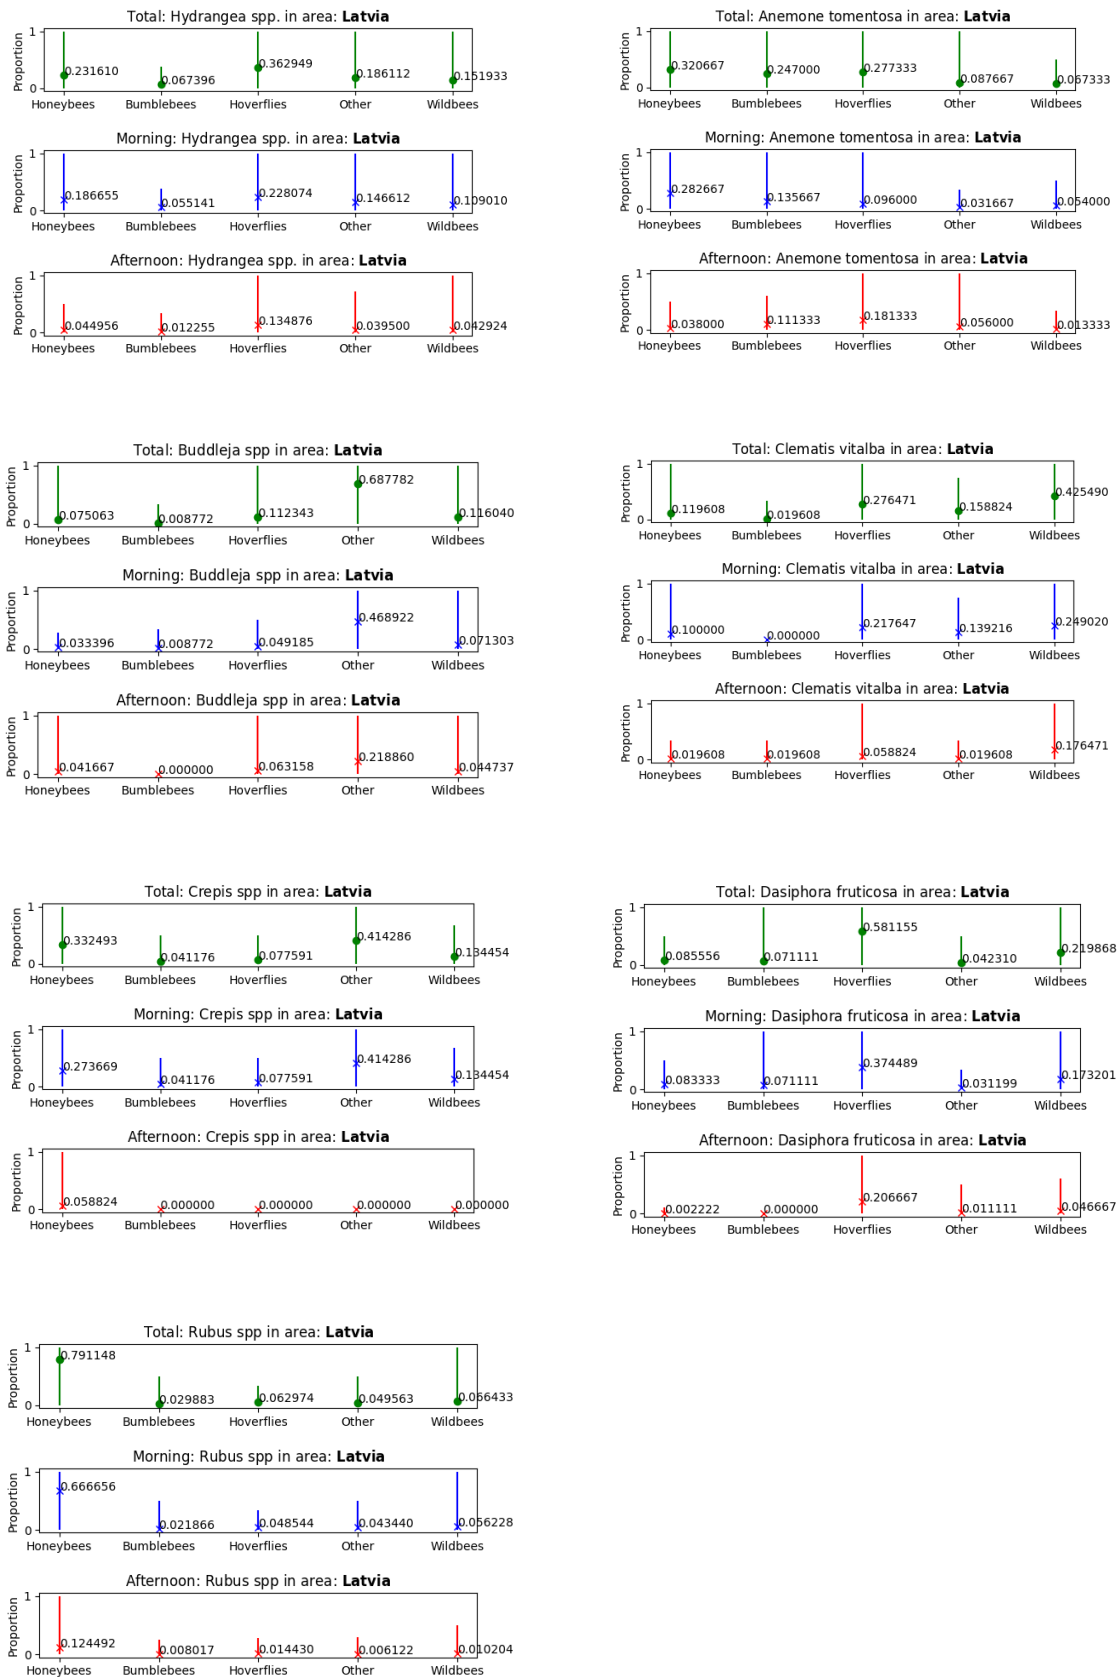 Total: Hydrangea spp. in area: Latvia
Proportion
1
0
0.231610
0.067396
0.362949
0.186112
0.151933
Honeybees Bumblebees Hoverflies Other Wildbees
Morning: Hydrangea spp. in area: Latvia
Proportion
1
0
0.186655
0.055141
0.228074
0.146612
0.109010
Honeybees Bumblebees Hoverflies Other Wildbees
Afternoon: Hydrangea spp. in area: Latvia
Proportion
1
0
0.044956
0.012255
0.134876
0.039500
0.042924
Honeybees Bumblebees Hoverflies Other Wildbees
Total: Anemone tomentosa in area: Latvia
Proportion
1
0
0.320667
0.247000
0.277333
0.087667
0.067333
Honeybees Bumblebees Hoverflies Other Wildbees
Morning: Anemone tomentosa in area: Latvia
Proportion
1
0
0.282667
0.135667
0.096000
0.031667
0.054000
Honeybees Bumblebees Hoverflies Other Wildbees
Afternoon: Anemone tomentosa in area: Latvia
Proportion
1
0
0.038000
0.111333
0.181333
0.056000
0.013333
Honeybees Bumblebees Hoverflies Other Wildbees
Total: Buddleja spp in area: Latvia
Proportion
1
0
0.075063
0.008772
0.112343
0.687782
0.116040
Honeybees Bumblebees Hoverflies Other Wildbees
Morning: Buddleja spp in area: Latvia
Proportion
1
0
0.033396
0.008772
0.049185
0.468922
0.071303
Honeybees Bumblebees Hoverflies Other Wildbees
Afternoon: Buddleja spp in area: Latvia
Proportion
1
0
0.041667
0.000000
0.063158
0.218860
0.044737
Honeybees Bumblebees Hoverflies Other Wildbees
Total: Clematis vitalba in area: Latvia
Proportion
1
0
0.119608
0.019608
0.276471
0.158824
0.425490
Honeybees Bumblebees Hoverflies Other Wildbees
Morning: Clematis vitalba in area: Latvia
Proportion
1
0
0.100000
0.000000
0.217647
0.139216
0.249020
Honeybees Bumblebees Hoverflies Other Wildbees
Afternoon: Clematis vitalba in area: Latvia
Proportion
1
0
0.019608
0.019608
0.058824
0.019608
0.176471
Honeybees Bumblebees Hoverflies Other Wildbees
Total: Crepis spp in area: Latvia
Proportion
1
0
0.332493
0.041176
0.077591
0.414286
0.134454
Honeybees Bumblebees Hoverflies Other Wildbees
Morning: Crepis spp in area: Latvia
Proportion
1
0
0.273669
0.041176
0.077591
0.414286
0.134454
Honeybees Bumblebees Hoverflies Other Wildbees
Afternoon: Crepis spp in area: Latvia
Proportion
1
0
0.058824
0.000000
0.000000
0.000000
0.000000
Honeybees Bumblebees Hoverflies Other Wildbees
Total: Dasiphora fruticosa in area: Latvia
Proportion
1
0
0.085556
0.071111
0.581155
0.042310
0.219868
Honeybees Bumblebees Hoverflies Other Wildbees
Morning: Dasiphora fruticosa in area: Latvia
Proportion
1
0
0.083333
0.071111
0.374489
0.031199
0.173201
Honeybees Bumblebees Hoverflies Other Wildbees
Afternoon: Dasiphora fruticosa in area: Latvia
Proportion
1
0
0.002222
0.000000
0.206667
0.011111
0.046667
Honeybees Bumblebees Hoverflies Other Wildbees
Total: Rubus spp in area: Latvia
Proportion
1
0
0.791148
0.029883
0.062974
0.049563
0.066433
Honeybees Bumblebees Hoverflies Other Wildbees
Morning: Rubus spp in area: Latvia
Proportion
1
0
0.666656
0.021866
0.048544
0.043440
0.056228
Honeybees Bumblebees Hoverflies Other Wildbees
Afternoon: Rubus spp in area: Latvia
Proportion
1
0
0.124492
0.008017
0.014430
0.006122
0.010204
Honeybees Bumblebees Hoverflies Other Wildbees